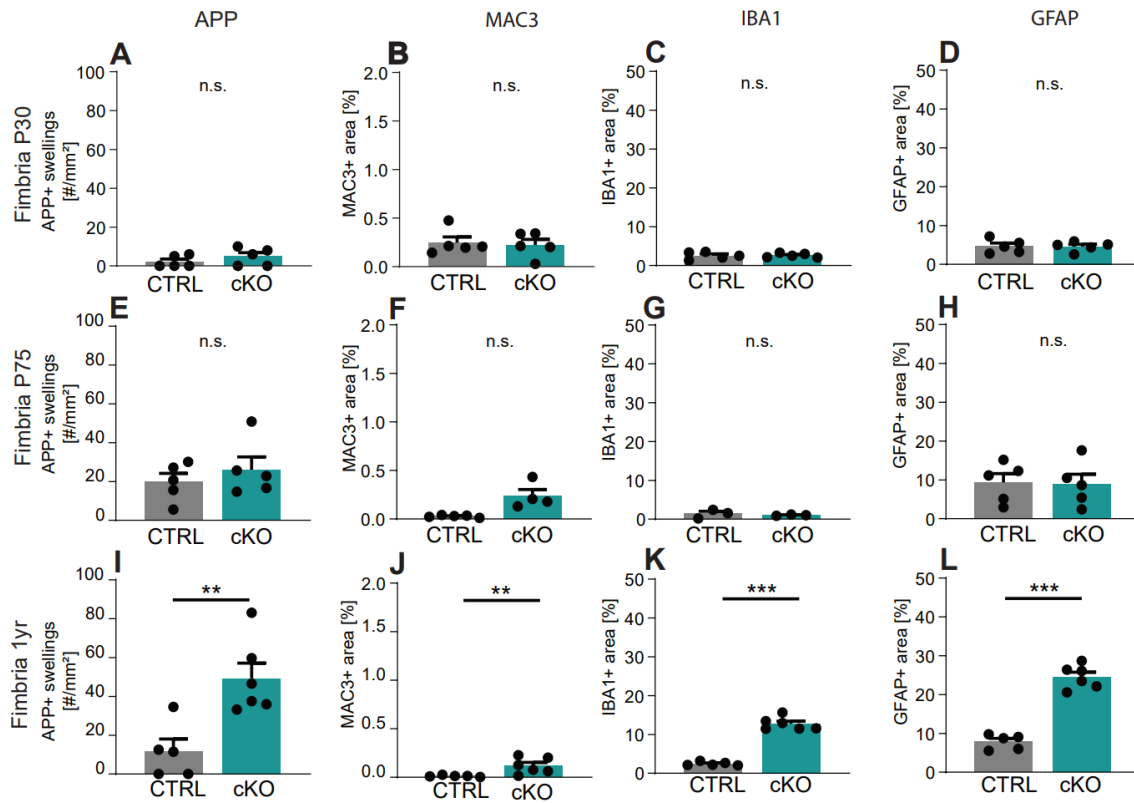 APP MAC3 IBA1 GFAP
A B C D
Fimbria P30
APP+ swellings
[#/mm²]
100
80
60
40
20
0
n.s.
CTRL cKO
MAC3+ area [%]
2.0
1.5
1.0
0.5
0.0
n.s.
CTRL cKO
IBA1+ area [%]
50
40
30
20
10
0
n.s.
CTRL cKO
GFAP+ area [%]
50
40
30
20
10
0
n.s.
CTRL cKO
E F G H
Fimbria P75
APP+ swellings
[#/mm²]
100
80
60
40
20
0
n.s.
CTRL cKO
MAC3+ area [%]
2.0
1.5
1.0
0.5
0.0
n.s.
CTRL cKO
IBA1+ area [%]
50
40
30
20
10
0
n.s.
CTRL cKO
GFAP+ area [%]
50
40
30
20
10
0
n.s.
CTRL cKO
I J K L
Fimbria 1yr
APP+ swellings
[#/mm²]
100
80
60
40
20
0
**
CTRL cKO
MAC3+ area [%]
2.0
1.5
1.0
0.5
0.0
**
CTRL cKO
IBA1+ area [%]
50
40
30
20
10
0
***
CTRL cKO
GFAP+ area [%]
50
40
30
20
10
0
***
CTRL cKO